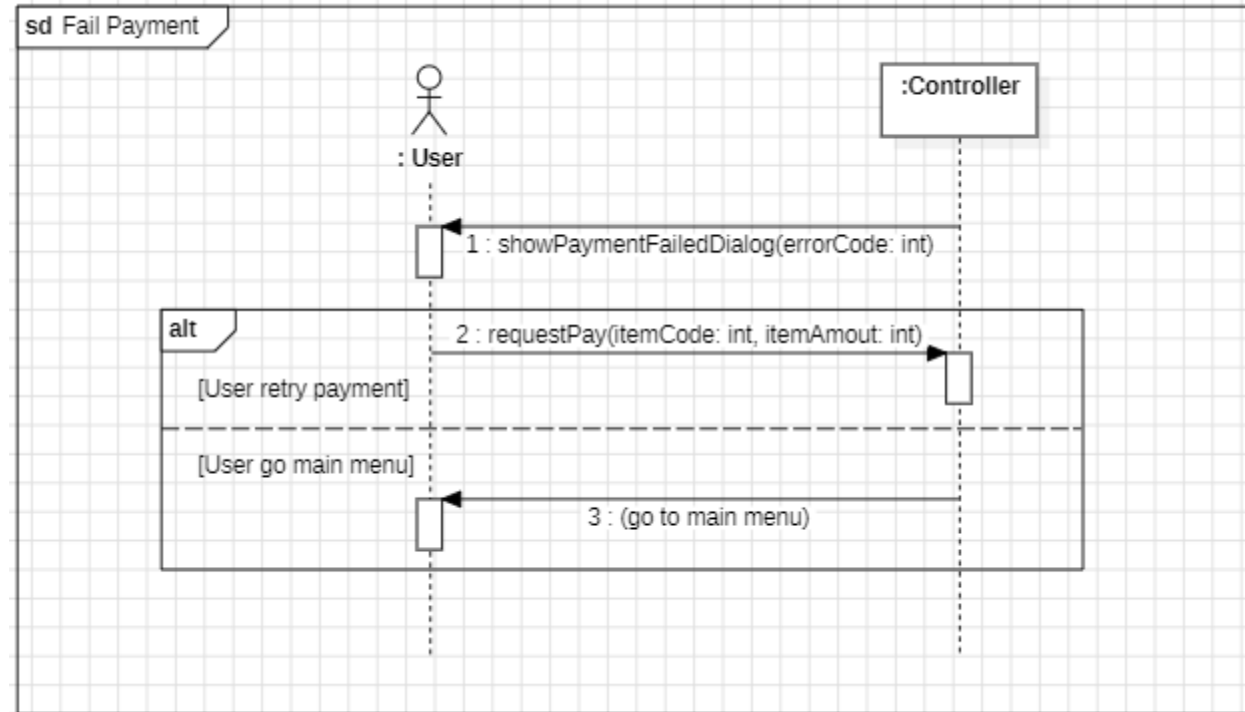 sd Fail Payment
: User
:Controller
1 : showPaymentFailedDialog(errorCode: int)
alt
2 : requestPay(itemCode: int, itemAmout: int)
[User retry payment]
[User go main menu]
3 : (go to main menu)